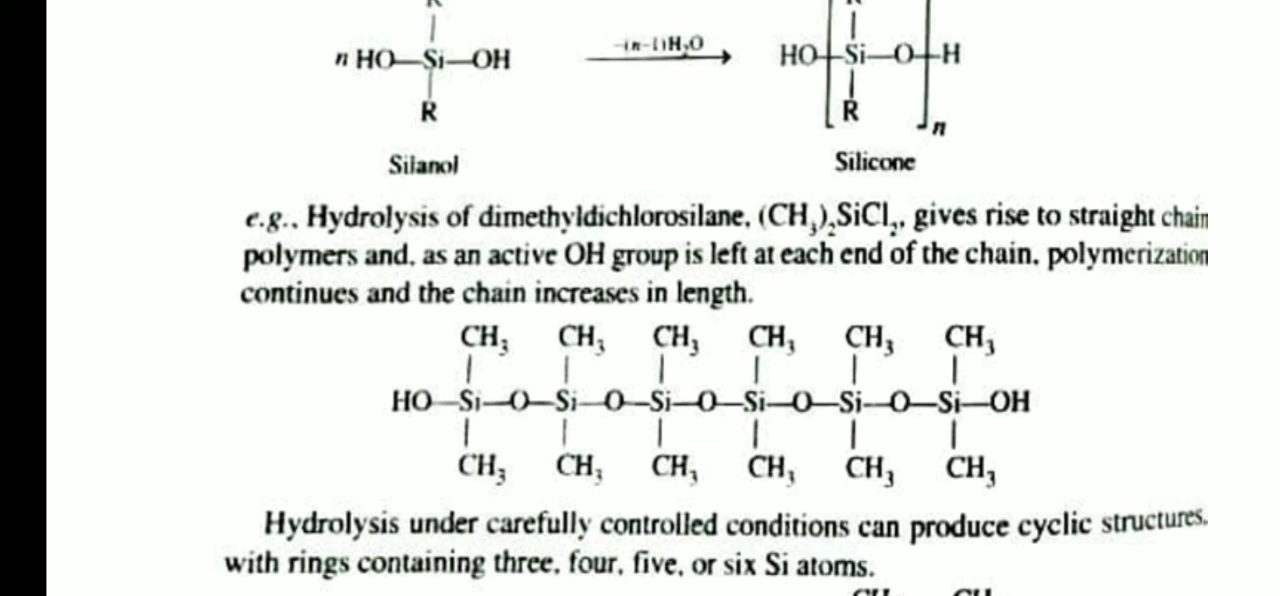 R R
n HO—Si—OH –(n–1)H₂O HO—Si—O—H
R R
n
Silanol Silicone
e.g., Hydrolysis of dimethyldichlorosilane, (CH₃)₂SiCl₂, gives rise to straight chain
polymers and, as an active OH group is left at each end of the chain, polymerization
continues and the chain increases in length.
CH₃ CH₃ CH₃ CH₃ CH₃ CH₃
HO—Si—O—Si—O—Si—O—Si—O—Si—O—Si—OH
CH₃ CH₃ CH₃ CH₃ CH₃ CH₃
Hydrolysis under carefully controlled conditions can produce cyclic structures,
with rings containing three, four, five, or six Si atoms.